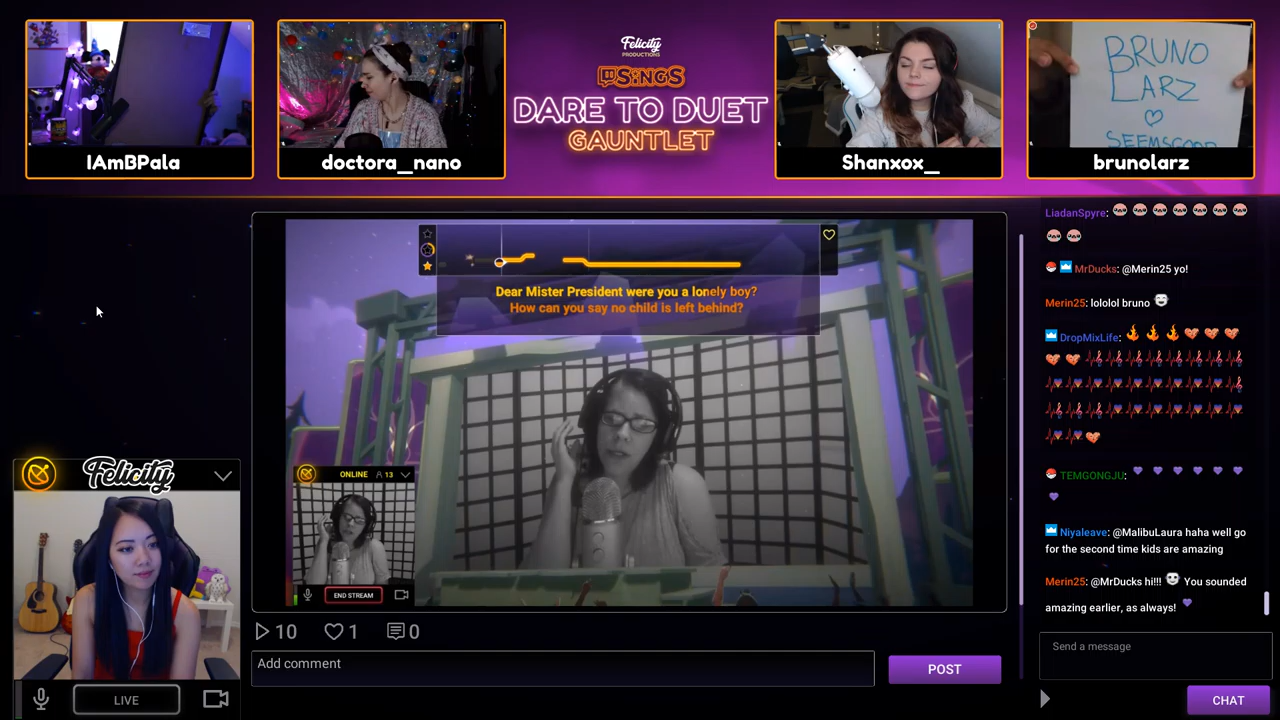 IAmBPala
doctora__nano
Felicity
PRODUCTIONS
SINGS
DARE TO DUET
GAUNTLET
Shanxox_
BRUNO
LARZ
SEEMSGOOD
brunolarz
Dear Mister President were you a lonely boy?
How can you say no child is left behind?
ONLINE 13
END STREAM
10 1 0
Add comment
POST
Felicity
LIVE
LiadanSpyre:
MrDucks: @Merin25 yo!
Merin25: lololol bruno
DropMixLife:
TEMGONGJU:
Niyaleave: @MalibuLaura haha well go
for the second time kids are amazing
Merin25: @MrDucks hi!!! You sounded
amazing earlier, as always!
Send a message
CHAT